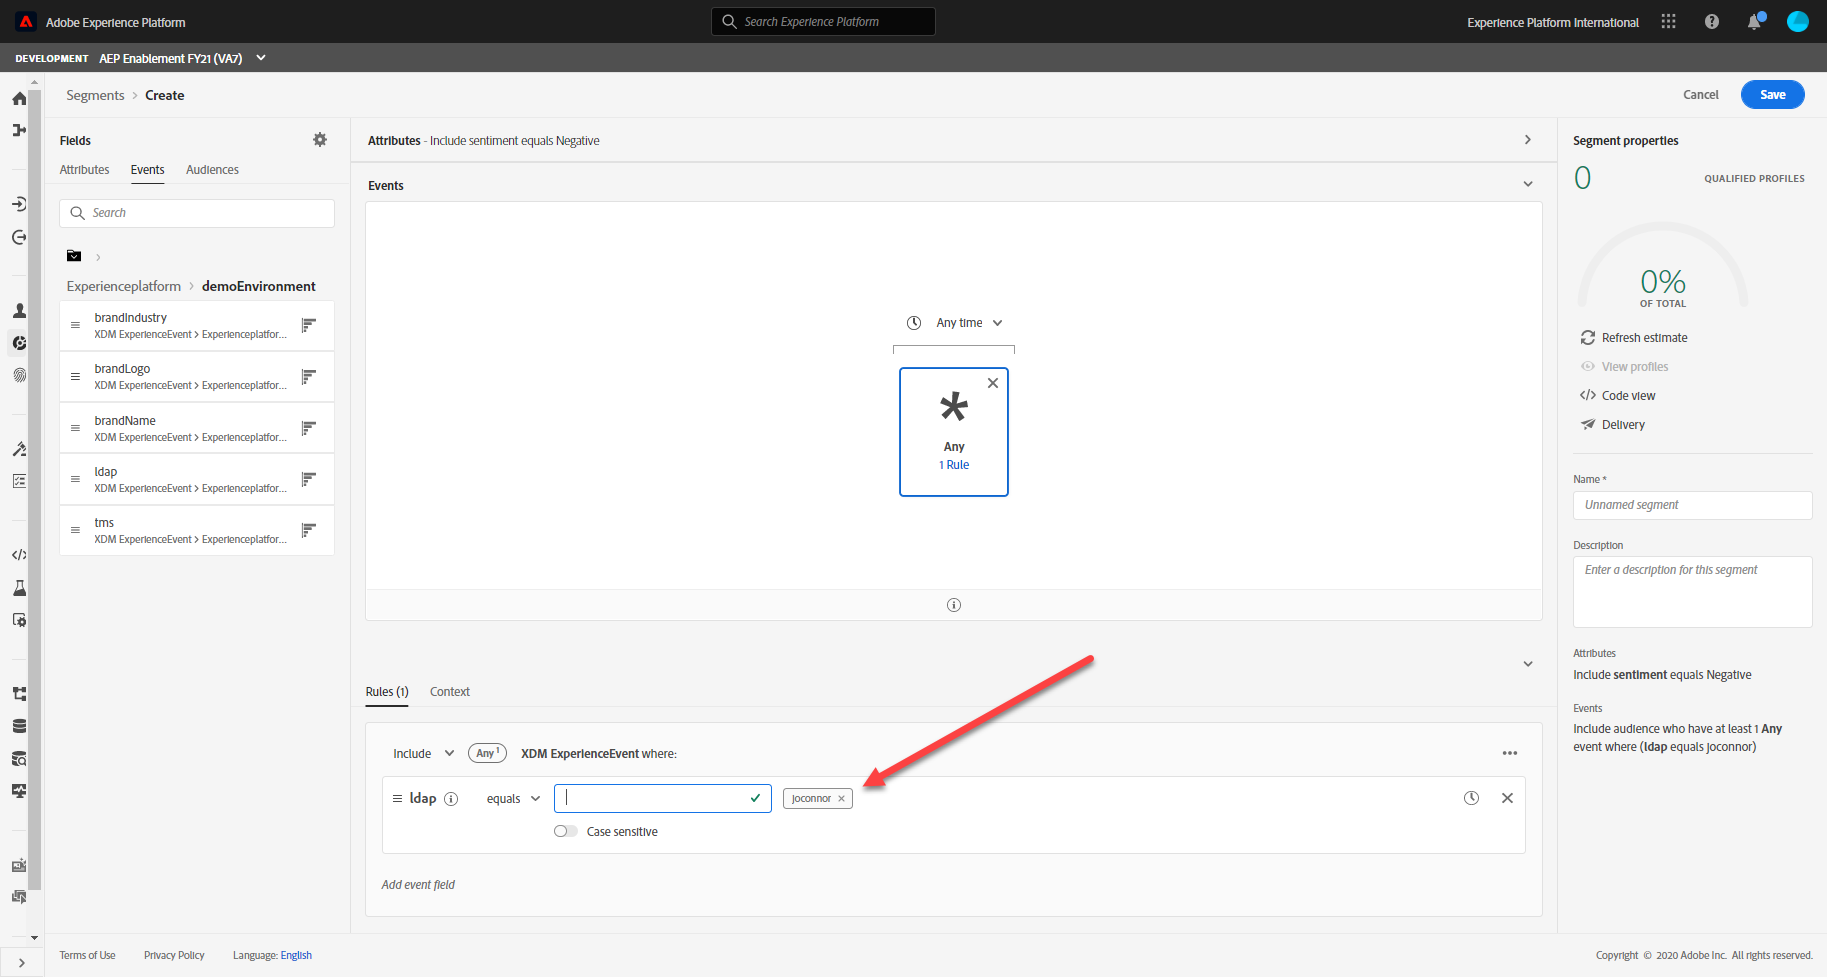 Adobe Experience Platform
Search Experience Platform
Experience Platform International
DEVELOPMENT AEP Enablement FY21 (VA7)
Segments > Create
Cancel
Save
Fields
Attributes
Events
Audiences
Search
Experienceplatform > demoEnvironment
brandIndustry
XDM ExperienceEvent > Experienceplatfor...
brandLogo
XDM ExperienceEvent > Experienceplatfor...
brandName
XDM ExperienceEvent > Experienceplatfor...
ldap
XDM ExperienceEvent > Experienceplatfor...
tms
XDM ExperienceEvent > Experienceplatfor...
Attributes - Include sentiment equals Negative
Events
Any time
Any
1 Rule
Rules (1)
Context
Include
Any 1
XDM ExperienceEvent where:
ldap
equals
joconnor
Case sensitive
Add event field
Segment properties
0
QUALIFIED PROFILES
0%
OF TOTAL
Refresh estimate
View profiles
Code view
Delivery
Name *
Unnamed segment
Description
Enter a description for this segment
Attributes
Include sentiment equals Negative
Events
Include audience who have at least 1 Any
event where (ldap equals joconnor)
Terms of Use
Privacy Policy
Language: English
Copyright © 2020 Adobe Inc. All rights reserved.